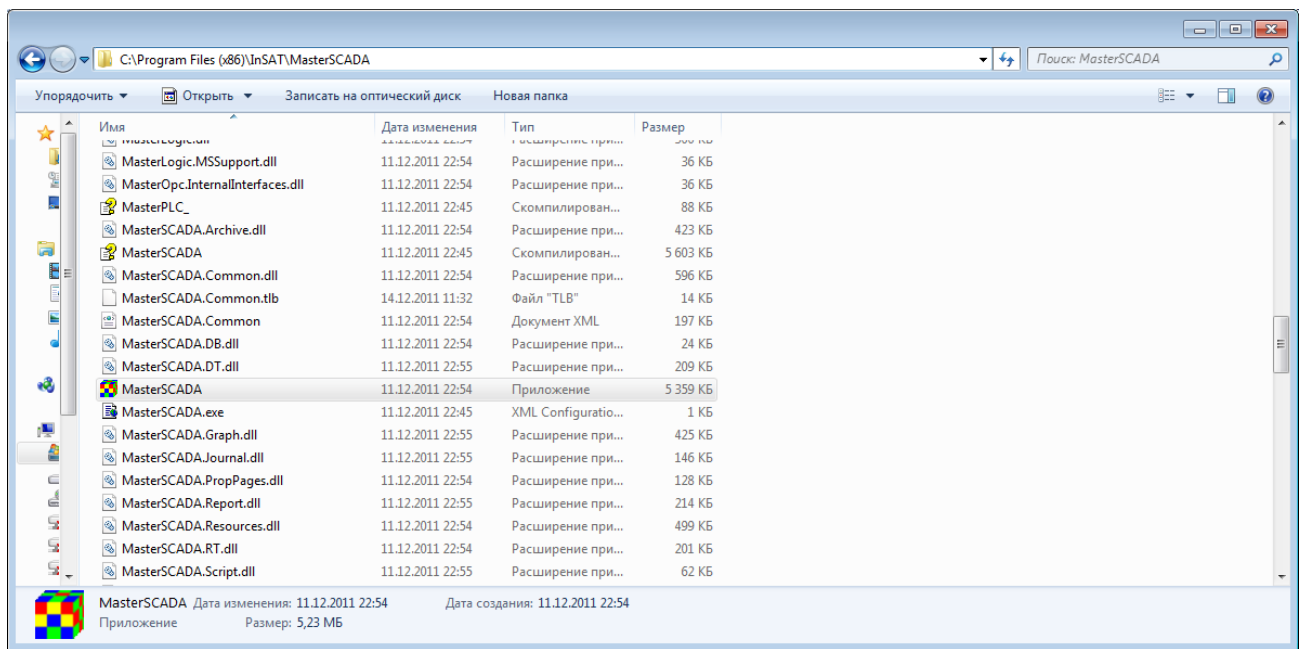 C:\Program Files (x86)\InSAT\MasterSCADA Поиск: MasterSCADA
Упорядочить Открыть Записать на оптический диск Новая папка
Имя Дата изменения Тип Размер
MasterLogic.MSSupport.dll 11.12.2011 22:54 Расширение при... 36 КБ
MasterOpc.InternalInterfaces.dll 11.12.2011 22:54 Расширение при... 36 КБ
MasterPLC_ 11.12.2011 22:45 Скомпилирован... 88 КБ
MasterSCADA.Archive.dll 11.12.2011 22:54 Расширение при... 423 КБ
MasterSCADA 11.12.2011 22:45 Скомпилирован... 5 603 КБ
MasterSCADA.Common.dll 11.12.2011 22:54 Расширение при... 596 КБ
MasterSCADA.Common.tlb 14.12.2011 11:32 Файл "TLB" 14 КБ
MasterSCADA.Common 11.12.2011 22:54 Документ XML 197 КБ
MasterSCADA.DB.dll 11.12.2011 22:54 Расширение при... 24 КБ
MasterSCADA.DT.dll 11.12.2011 22:55 Расширение при... 209 КБ
MasterSCADA 11.12.2011 22:54 Приложение 5 359 КБ
MasterSCADA.exe 11.12.2011 22:45 XML Configuratio... 1 КБ
MasterSCADA.Graph.dll 11.12.2011 22:55 Расширение при... 425 КБ
MasterSCADA.Journal.dll 11.12.2011 22:55 Расширение при... 146 КБ
MasterSCADA.PropPages.dll 11.12.2011 22:54 Расширение при... 128 КБ
MasterSCADA.Report.dll 11.12.2011 22:55 Расширение при... 214 КБ
MasterSCADA.Resources.dll 11.12.2011 22:54 Расширение при... 499 КБ
MasterSCADA.RT.dll 11.12.2011 22:54 Расширение при... 201 КБ
MasterSCADA.Script.dll 11.12.2011 22:55 Расширение при... 62 КБ
MasterSCADA Дата изменения: 11.12.2011 22:54 Дата создания: 11.12.2011 22:54
Приложение Размер: 5,23 МБ